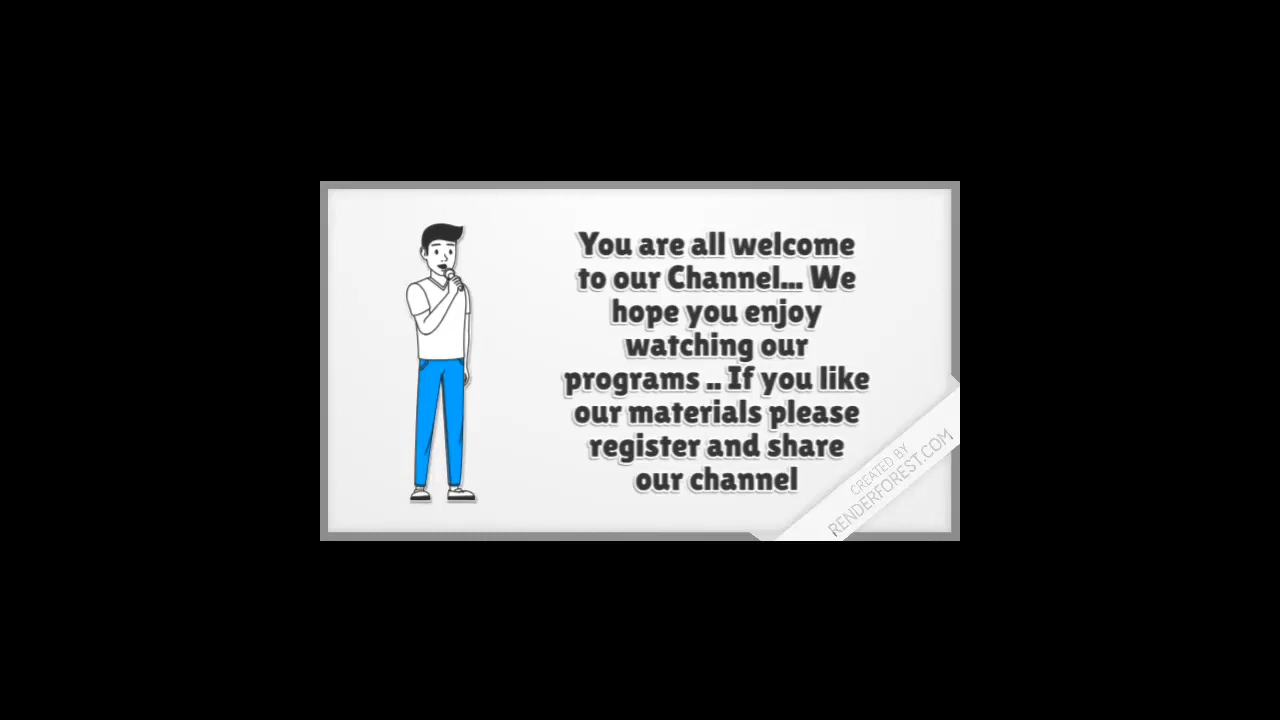 You are all welcome
to our Channel... We
hope you enjoy
watching our
programs .. If you like
our materials please
register and share
our channel
CREATED BY
RENDERFOREST.COM